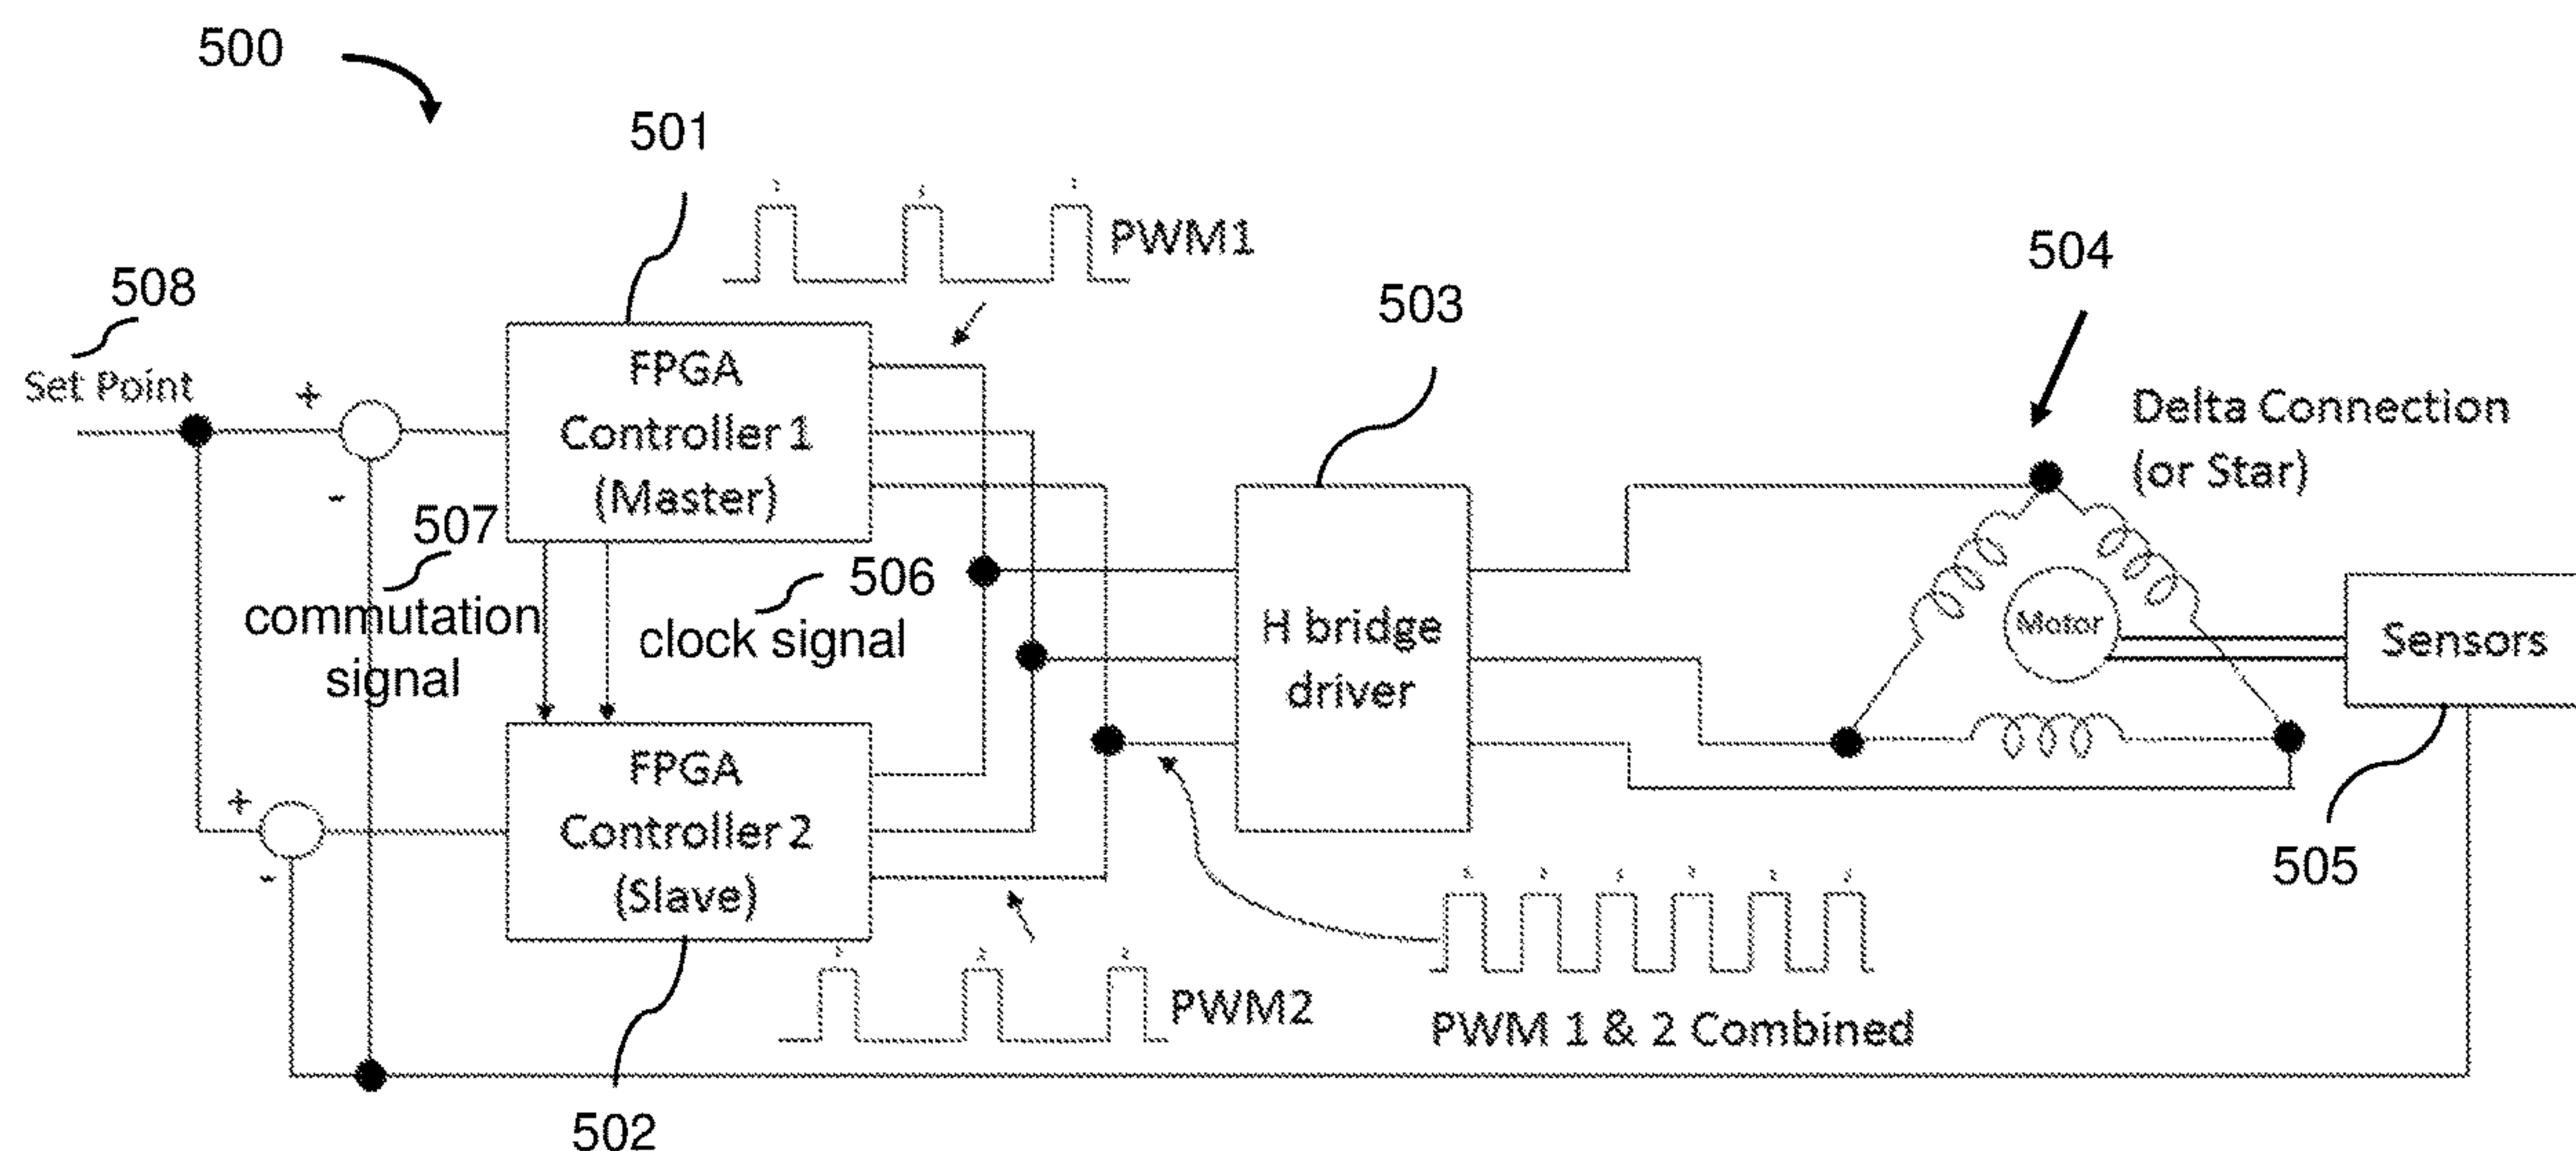 500
501
PWM1
504
508
503
Set Point
+
FPGA
Controller 1
(Master)
Delta Connection
(or Star)
-
507
commutation
signal
506
clock signal
H bridge
driver
Motor
Sensors
+
FPGA
Controller 2
(Slave)
-
505
PWM2
PWM 1 & 2 Combined
502